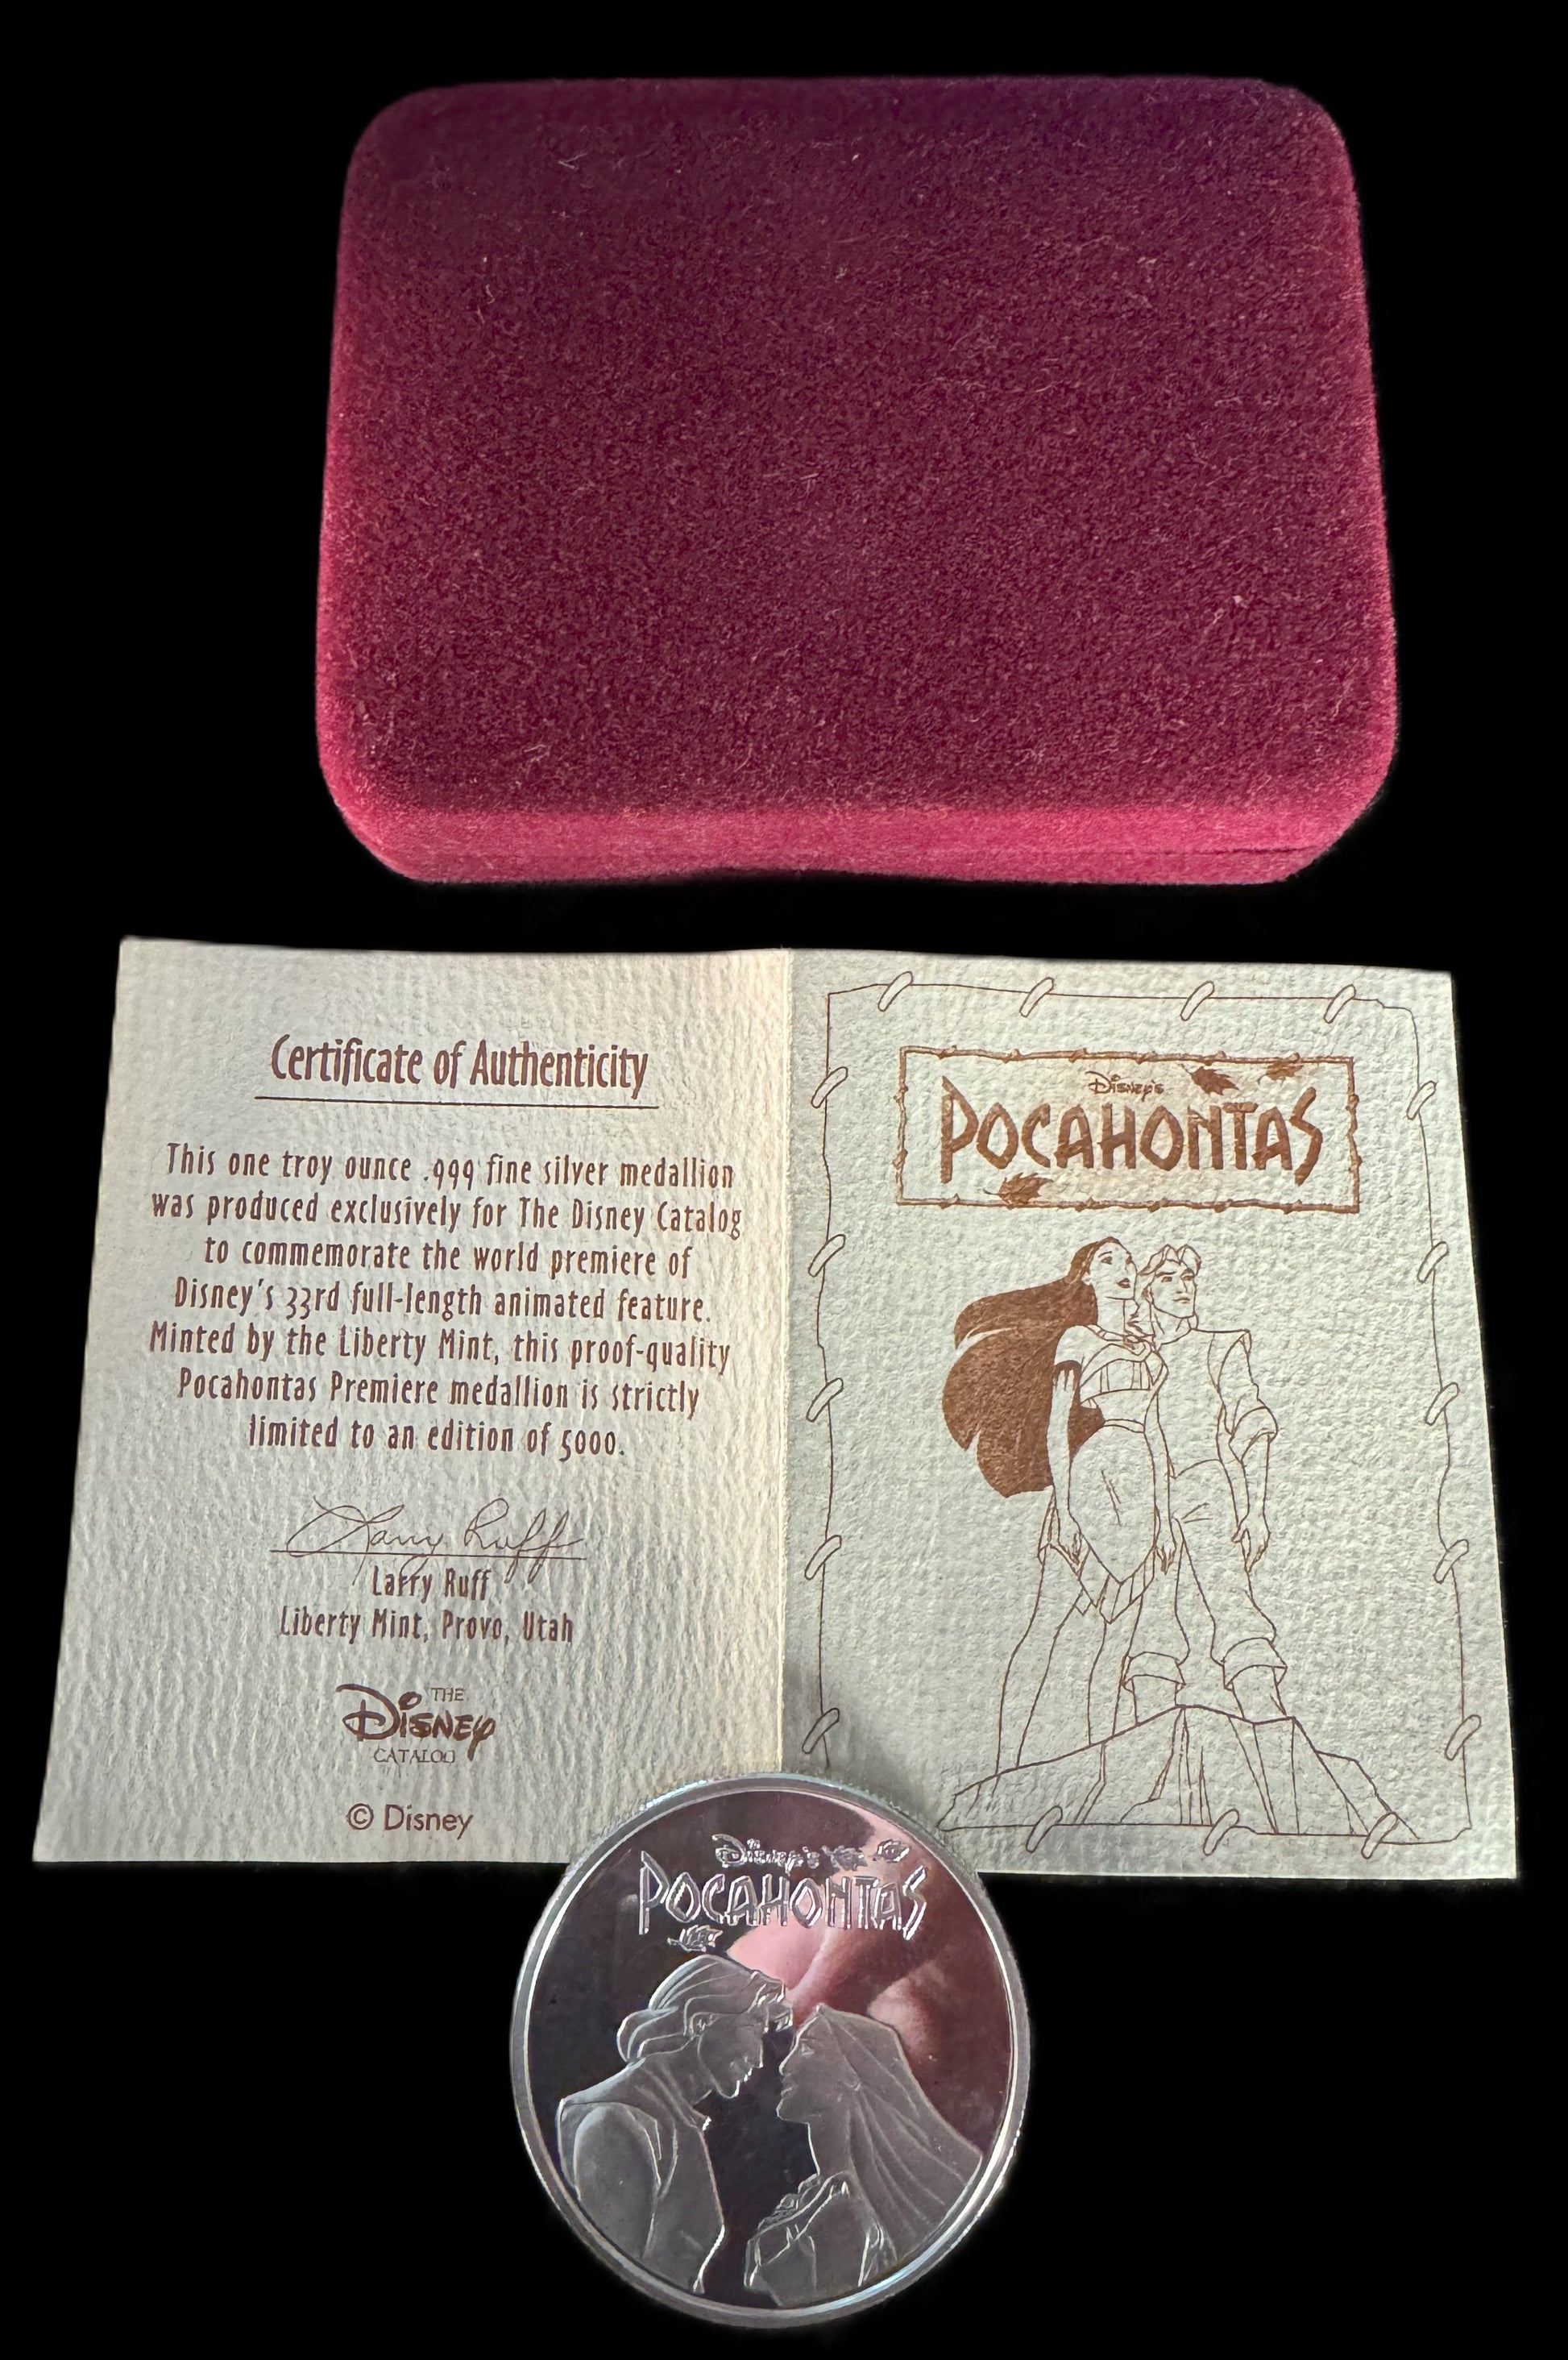 Certificate of Authenticity
This one troy ounce .999 fine silver medallion
was produced exclusively for The Disney Catalog
to commemorate the world premiere of
Disney's 33rd full-length animated feature.
Minted by the Liberty Mint, this proof-quality
Pocahontas Premiere medallion is strictly
limited to an edition of 5000.
Larry Ruff
Larry Ruff
Liberty Mint, Provo, Utah
THE
Disney
CATALOG
© Disney
Disney's
POCAHONTAS
Disney's
POCAHONTAS